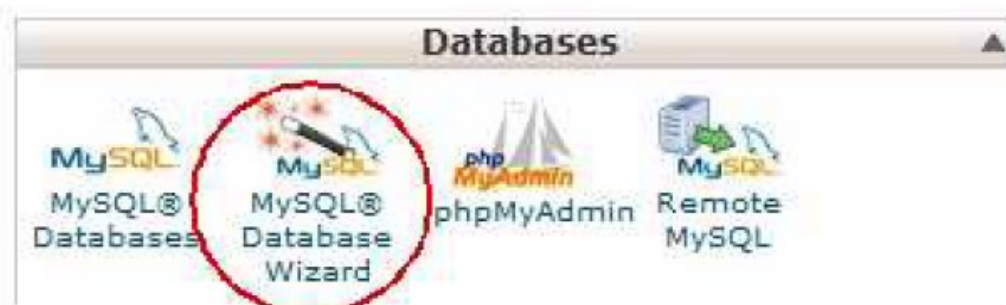 Databases
MySQL
MySQL®
Databases
MySQL
MySQL®
Database
Wizard
php
MyAdmin
phpMyAdmin
MySQL
Remote
MySQL